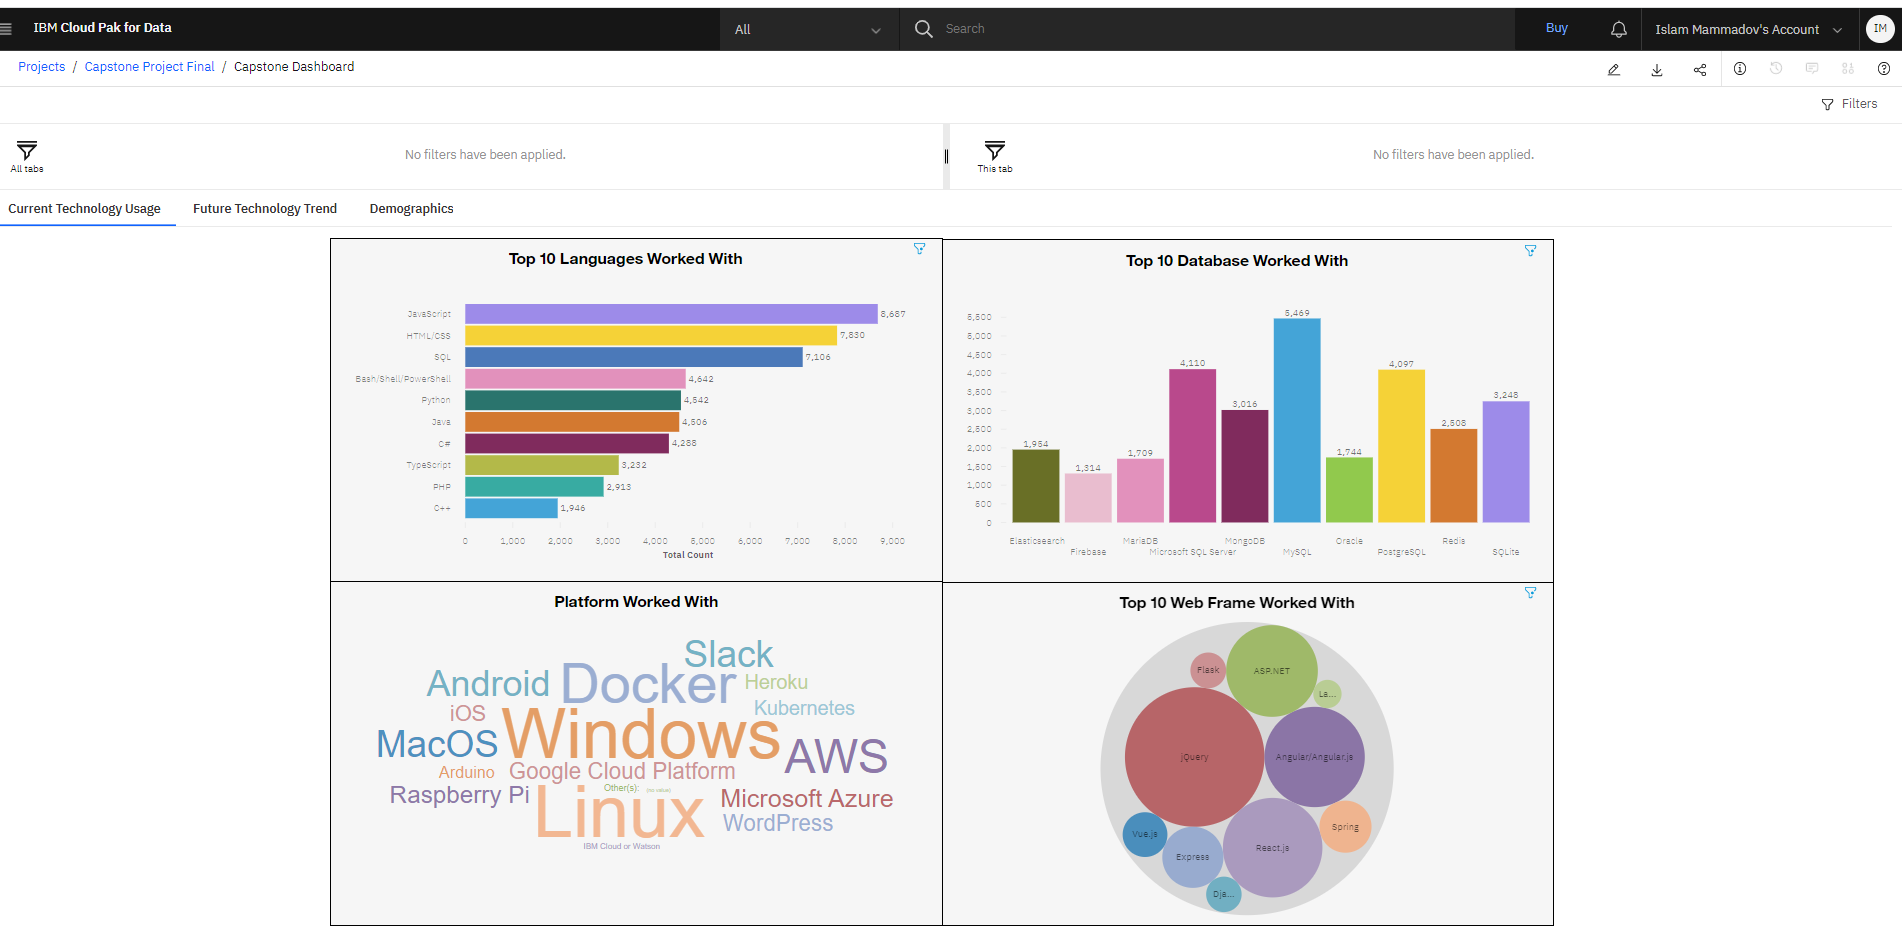 IBM Cloud Pak for Data
All
Search
Buy
Islam Mammadov's Account
IM
Projects / Capstone Project Final / Capstone Dashboard
Filters
All tabs
No filters have been applied.
This tab
No filters have been applied.
Current Technology Usage
Future Technology Trend
Demographics
Top 10 Languages Worked With
JavaScript 8,687
HTML/CSS 7,830
SQL 7,106
Bash/Shell/PowerShell 4,642
Python 4,542
Java 4,506
C# 4,288
TypeScript 3,232
PHP 2,913
C++ 1,946
0 1,000 2,000 3,000 4,000 5,000 6,000 7,000 8,000 9,000
Total Count
Top 10 Database Worked With
5,500
5,000
4,500
4,000
3,500
3,000
2,500
2,000
1,500
1,000
500
0
1,954 1,314 1,709 4,110 3,016 5,469 1,744 4,097 2,508 3,248
Elasticsearch MariaDB MongoDB Oracle Redis
Firebase Microsoft SQL Server MySQL PostgreSQL SQLite
Platform Worked With
Slack
Android Docker Heroku
iOS Kubernetes
MacOS Windows AWS
Arduino Google Cloud Platform
Raspberry Pi Other(s): (no value) Microsoft Azure
Linux WordPress
IBM Cloud or Watson
Top 10 Web Frame Worked With
Flask
ASP.NET
La...
jQuery
Angular/Angular.js
Vue.js
Spring
Express
React.js
Dja...